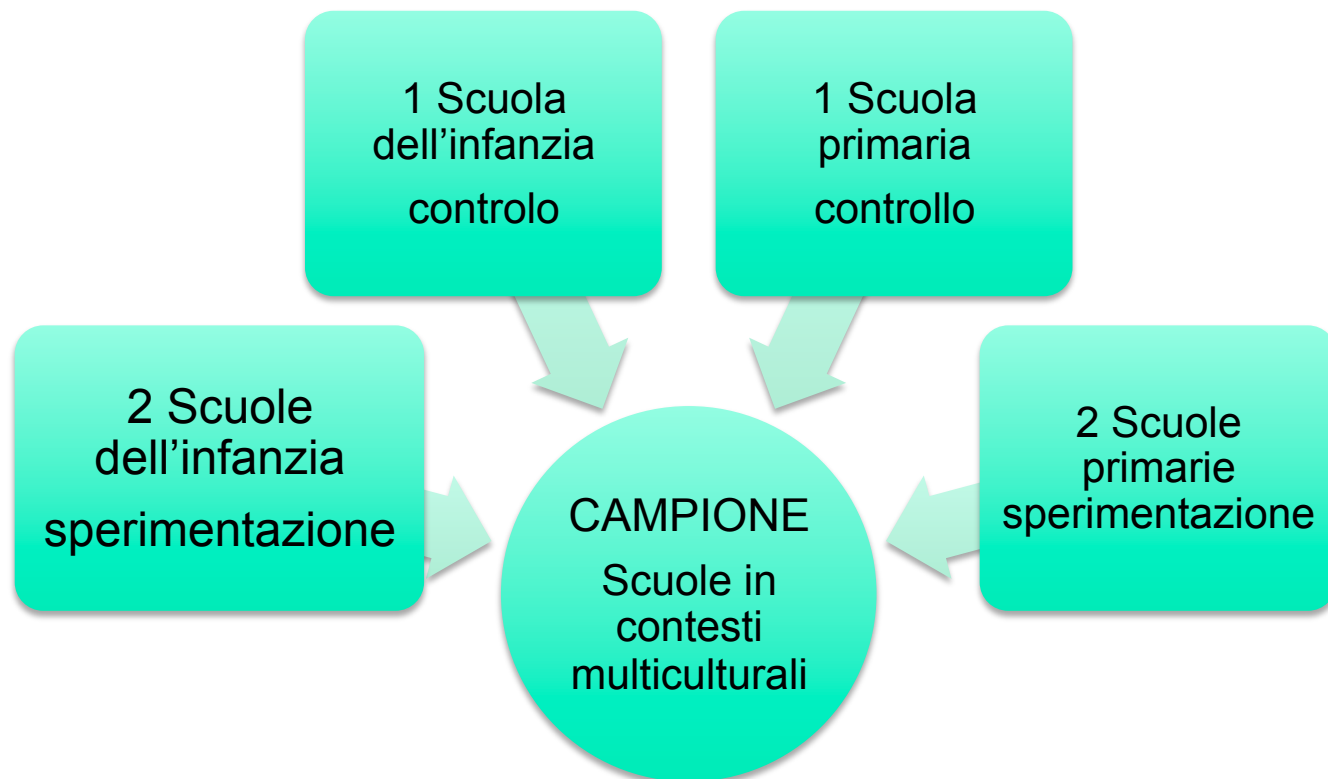 1 Scuola
dell’infanzia
controlo
1 Scuola
primaria
controllo
2 Scuole
dell’infanzia
sperimentazione
2 Scuole
primarie
sperimentazione
CAMPIONE
Scuole in
contesti
multiculturali